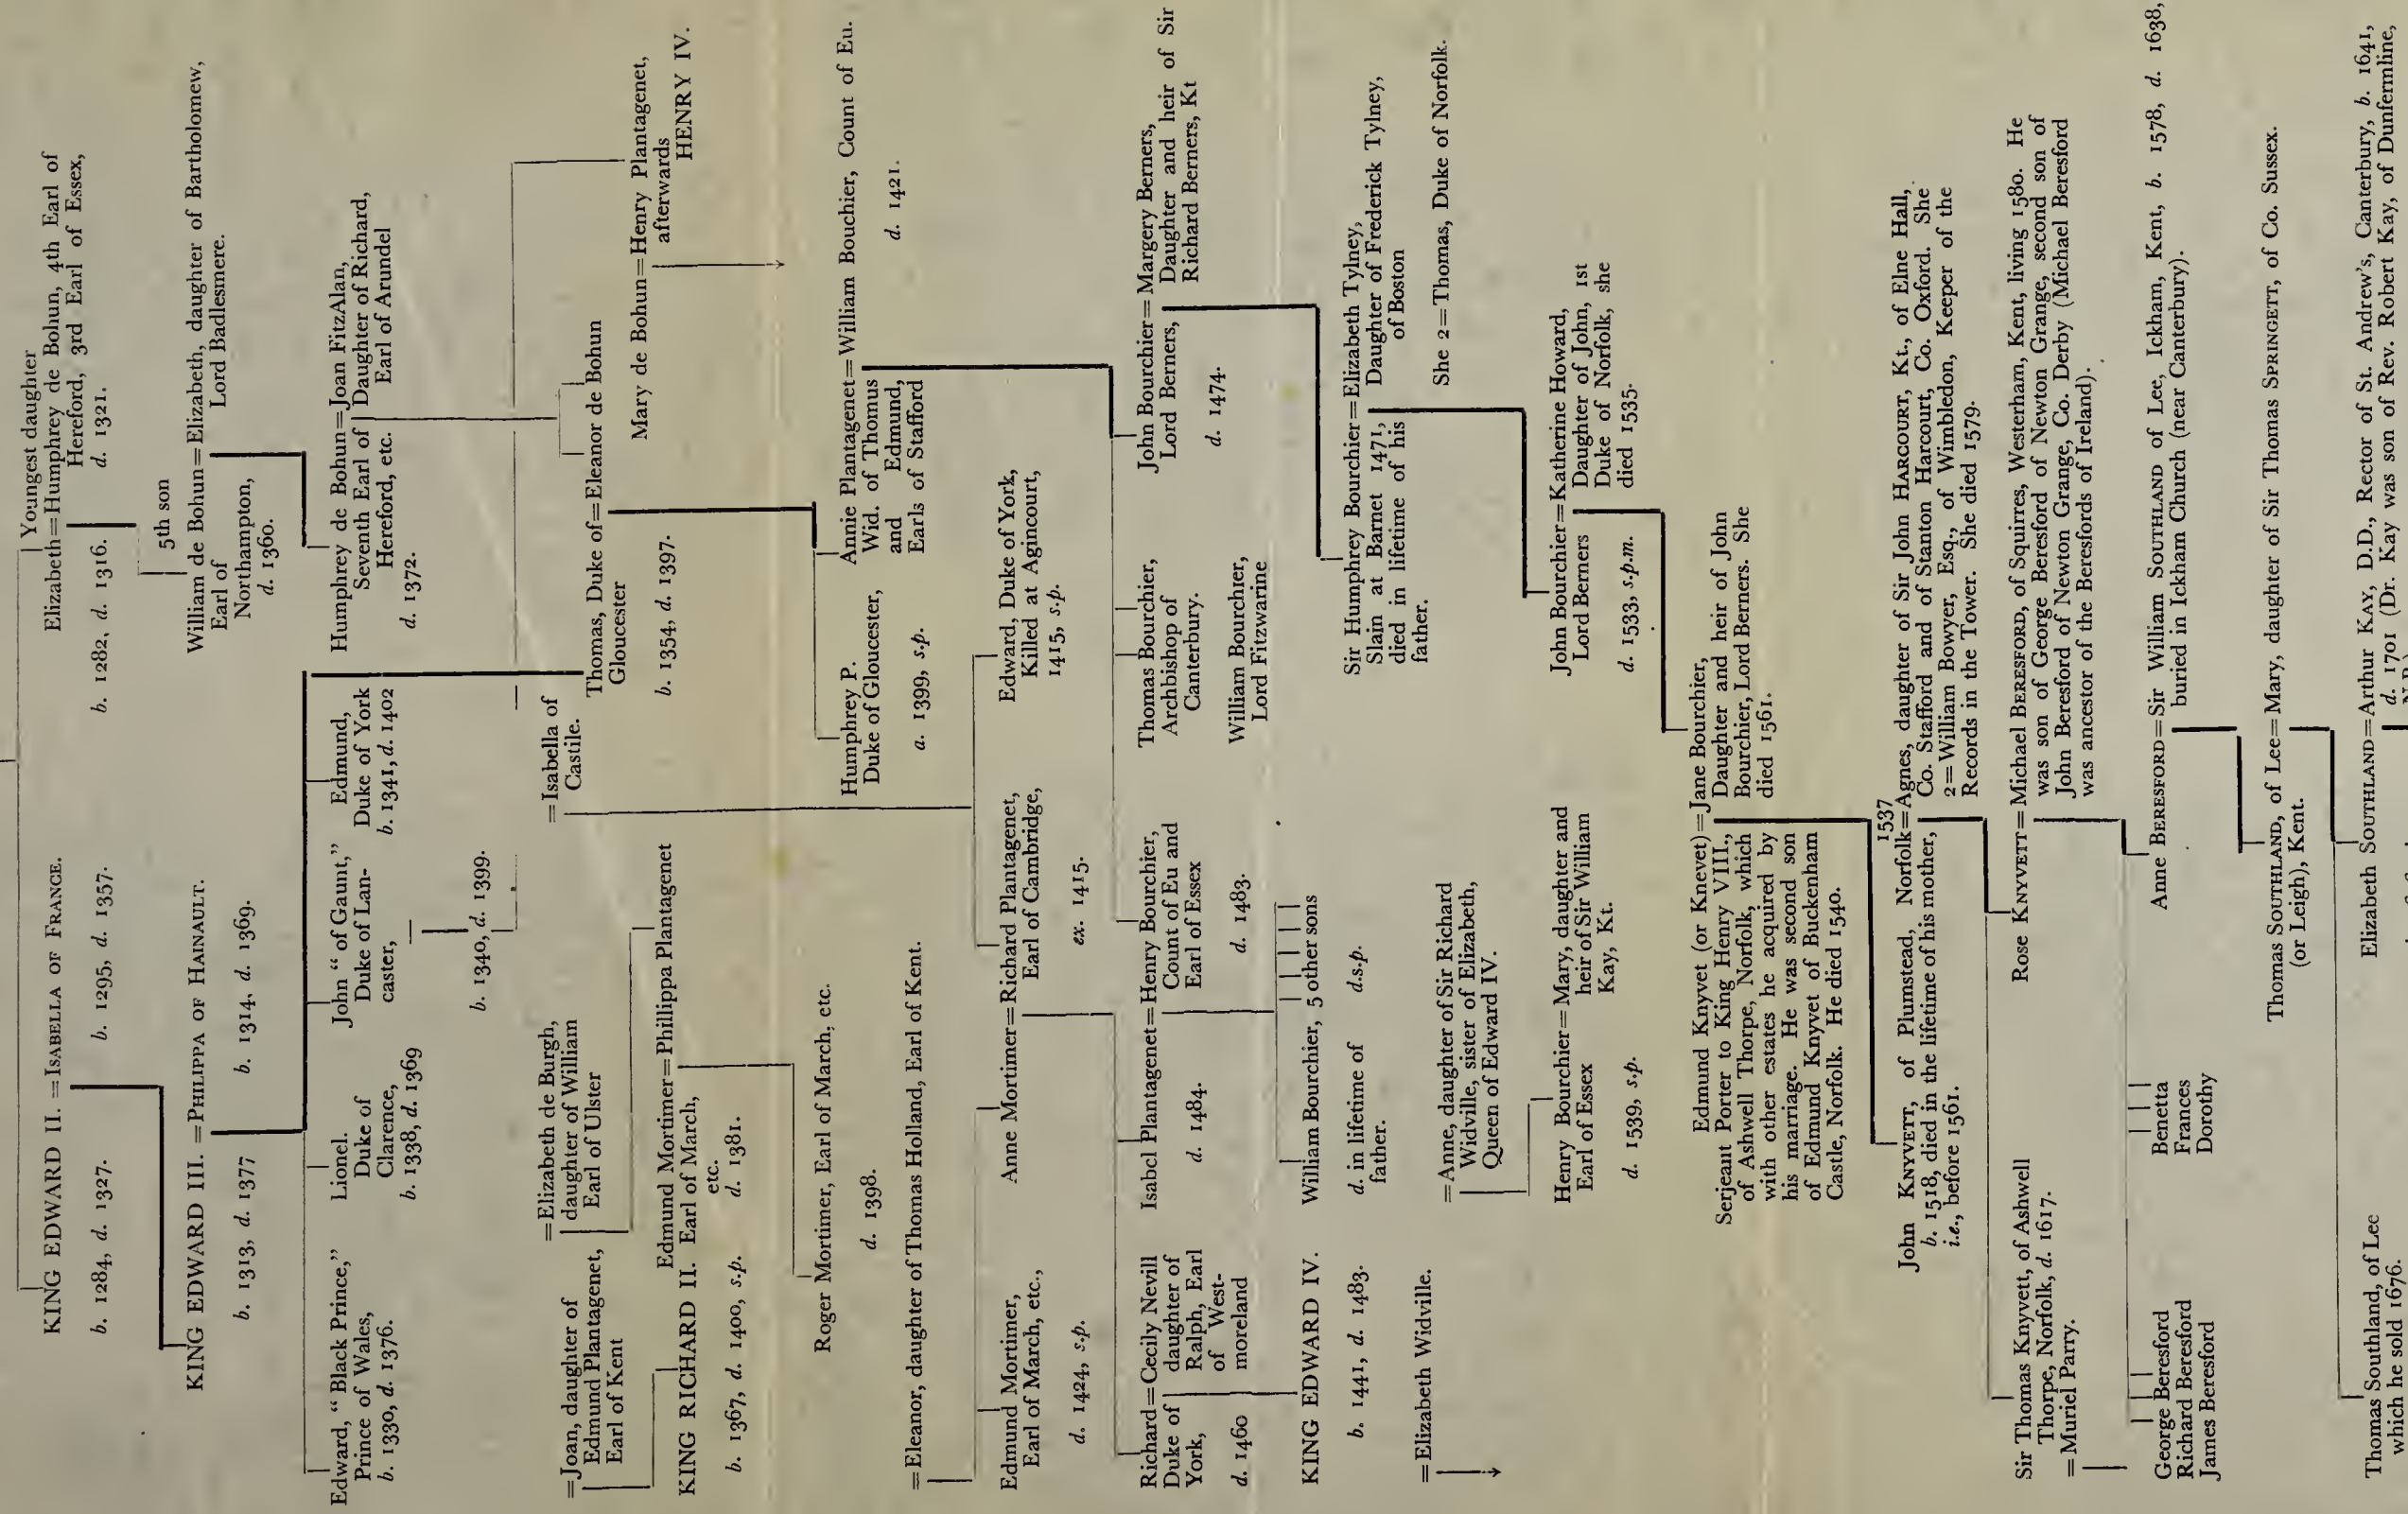 Youngest daughter
Elizabeth=Humphrey de Bohun, 4th Earl of
Hereford, 3rd Earl of Essex,
b. 1282, d. 1316.
d. 1321.
KING EDWARD II.=ISABELLA OF FRANCE.
b. 1284, d. 1327.
b. 1295, d. 1357.
5th son
William de Bohun=Elizabeth, daughter of Bartholomew,
Earl of
Lord Badlesmere.
Northampton,
d. 1360.
KING EDWARD III.=PHILIPPA OF HAINAULT.
b. 1313, d. 1377
b. 1314, d. 1369.
Edward, "Black Prince,"
Prince of Wales,
b. 1330, d. 1376.
Lionel.
Duke of
Clarence,
b. 1338, d. 1369
John "of Gaunt,"
Duke of Lan-
caster,
b. 1340, d. 1399.
Edmund,
Duke of York
b. 1341, d. 1402
Humphrey de Bohun=Joan FitzAlan,
Seventh Earl of
Daughter of Richard,
Hereford, etc.
Earl of Arundel
d. 1372.
=Joan, daughter of
Edmund Plantagenet,
Earl of Kent
=Elizabeth de Burgh,
daughter of William
Earl of Ulster
=Isabella of
Castile.
Thomas, Duke of=Eleanor de Bohun
Gloucester
b. 1354, d. 1397.
Mary de Bohun=Henry Plantagenet,
afterwards
HENRY IV.
KING RICHARD II.
b. 1367, d. 1400, s.p.
Edmund Mortimer=Philippa Plantagenet
Earl of March,
etc.
d. 1381.
Roger Mortimer, Earl of March, etc.
d. 1398.
Humphrey P.
Duke of Gloucester,
a. 1399, s.p.
Annie Plantagenet=William Bouchier, Count of Eu.
Wid. of Thomus
and Edmund,
Earls of Stafford
d. 1421.
=Eleanor, daughter of Thomas Holland, Earl of Kent.
Edmund Mortimer,
Earl of March, etc.,
d. 1424, s.p.
Anne Mortimer=Richard Plantagenet,
Earl of Cambridge,
ex. 1415.
Edward, Duke of York,
Killed at Agincourt,
1415, s.p.
Richard=Cecily Nevill
Duke of
daughter of
York,
Ralph, Earl
of West-
d. 1460
moreland
Isabel Plantagenet=Henry Bourchier,
Count of Eu and
d. 1484.
Earl of Essex
d. 1483.
Thomas Bourchier,
Archbishop of
Canterbury.
William Bourchier,
Lord Fitzwarine
John Bourchier=Margery Berners,
Lord Berners,
Daughter and heir of Sir
Richard Berners, Kt
d. 1474.
KING EDWARD IV.
b. 1441, d. 1483.
William Bourchier,
d. in lifetime of
father.
5 other sons
d.s.p.
Sir Humphrey Bourchier=Elizabeth Tylney,
Slain at Barnet 1471,
Daughter of Frederick Tylney,
died in lifetime of his
of Boston
father.
She 2=Thomas, Duke of Norfolk.
=Elizabeth Widville.
=Anne, daughter of Sir Richard
Widville, sister of Elizabeth,
Queen of Edward IV.
Henry Bourchier=Mary, daughter and
Earl of Essex
heir of Sir William
Kay, Kt.
d. 1539, s.p.
John Bourchier=Katherine Howard,
Lord Berners
Daughter of John, 1st
Duke of Norfolk, she
died 1535.
d. 1533, s.p.m.
Edmund Knyvet (or Knevet)=Jane Bourchier,
Serjeant Porter to King Henry VIII.,
of Ashwell Thorpe, Norfolk, which
with other estates he acquired by
his marriage. He was second son
of Edmund Knyvet of Buckenham
Castle, Norfolk. He died 1540.
Daughter and heir of John
Bourchier, Lord Berners. She
died 1561.
1537
John KNYVETT, of Plumstead, Norfolk=Agnes, daughter of Sir John HARCOURT, Kt., of Elne Hall,
b. 1518, died in the lifetime of his mother,
i.e., before 1561.
Co. Stafford and of Stanton Harcourt, Co. Oxford. She
2=William Bowyer, Esq., of Wimbledon, Keeper of the
Records in the Tower. She died 1579.
Sir Thomas Knyvett, of Ashwell
Thorpe, Norfolk, d. 1617.
=Muriel Parry.
Rose KNYVETT=Michael BERESFORD, of Squirres, Westerham, Kent, living 1580. He
was son of George Beresford of Newton Grange, second son of
John Beresford of Newton Grange, Co. Derby (Michael Beresford
was ancestor of the Beresfords of Ireland).
George Beresford
Richard Beresford
James Beresford
Benetta
Frances
Dorothy
Anne BERESFORD=Sir William SOUTHLAND of Lee, Ickham, Kent, b. 1578, d. 1638,
buried in Ickham Church (near Canterbury).
Thomas SOUTHLAND, of Lee=Mary, daughter of Sir Thomas SPRINGETT, of Co. Sussex.
(or Leigh), Kent.
Thomas Southland, of Lee
which he sold 1676.
Elizabeth SOUTHLAND=Arthur KAY, D.D., Rector of St. Andrew's, Canterbury, b. 1641,
d. 1701 (Dr. Kay was son of Rev. Robert Kay, of Dunfermline,